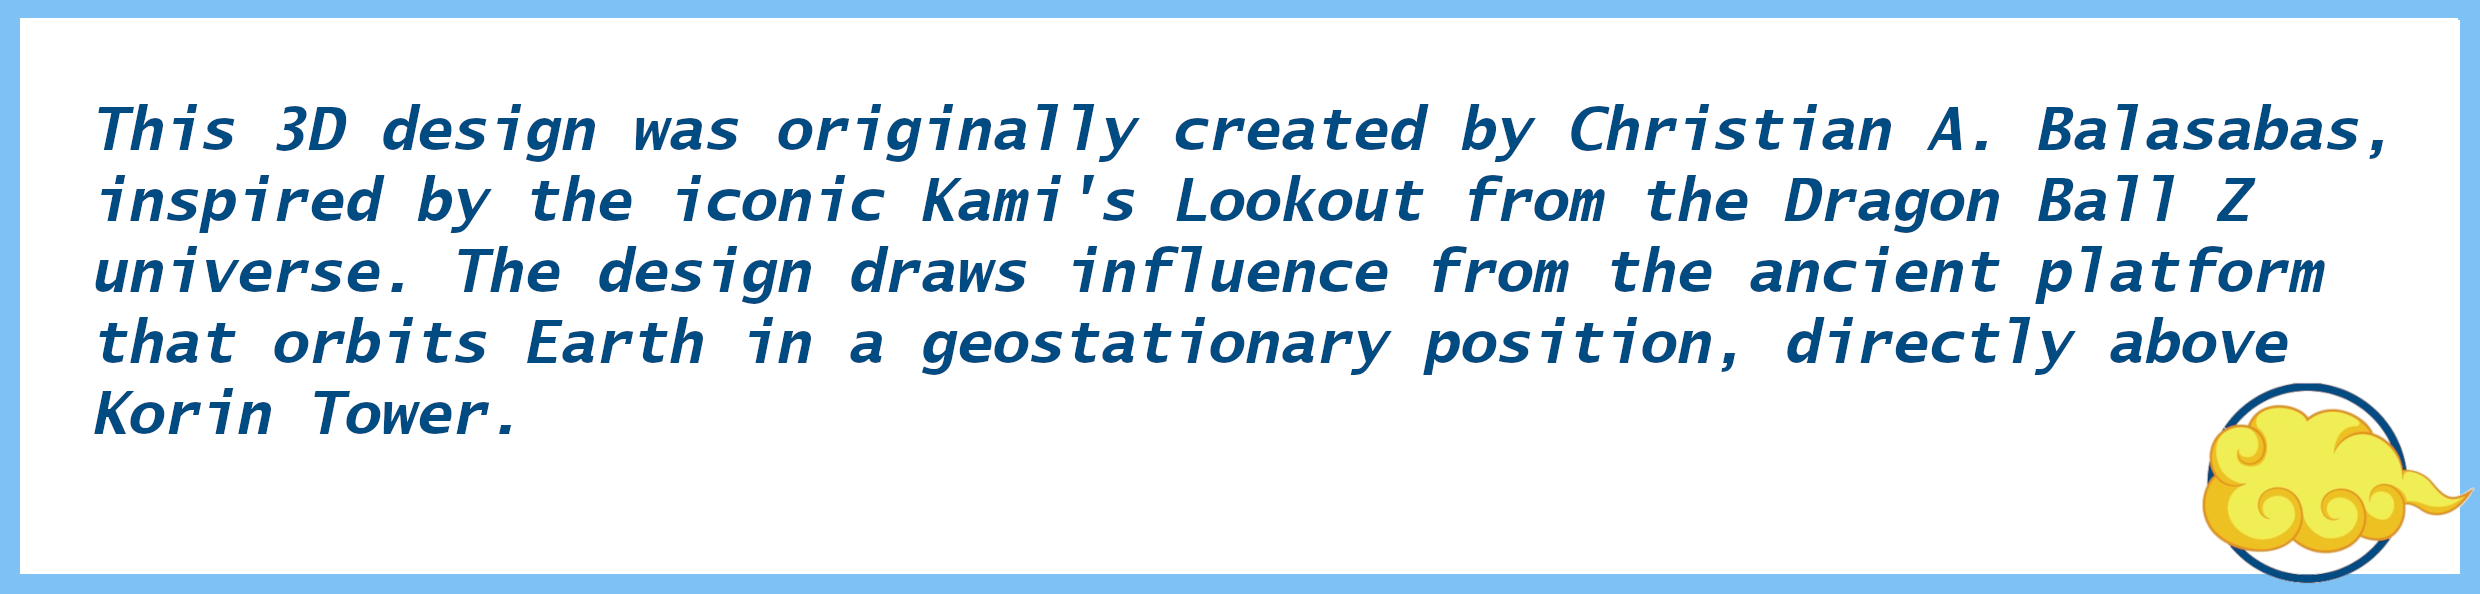 This 3D design was originally created by Christian A. Balasabas,
inspired by the iconic Kami's Lookout from the Dragon Ball Z
universe. The design draws influence from the ancient platform
that orbits Earth in a geostationary position, directly above
Korin Tower.